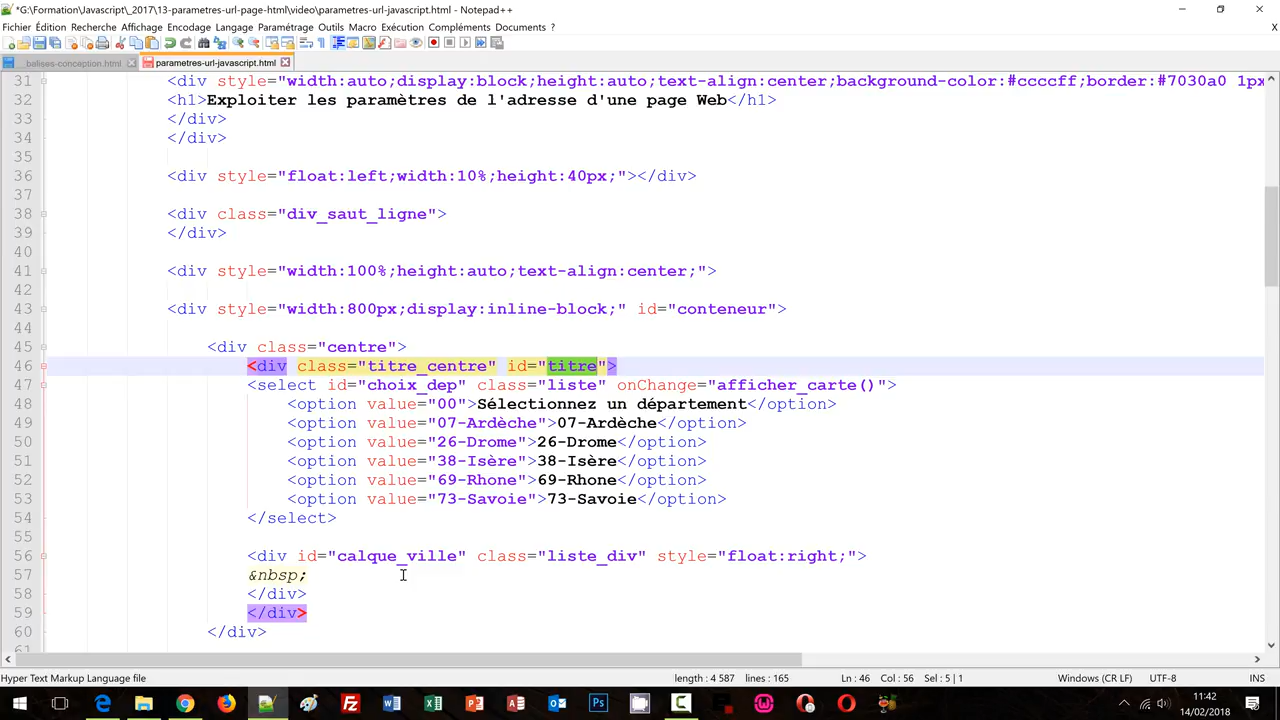 *G:\Formation\Javascript\_2017\13-parametres-url-page-html\video\parametres-url-javascript.html - Notepad++
Fichier Édition Recherche Affichage Encodage Langage Paramétrage Outils Macro Exécution Compléments Documents ? X
balises-conception.html parametres-url-javascript.html
31 <div style="width:auto;display:block;height:auto;text-align:center;background-color:#ccccff;border:#7030a0 1px
32 <h1>Exploiter les paramètres de l'adresse d'une page Web</h1>
33 </div>
34 </div>
35
36 <div style="float:left;width:10%;height:40px;"></div>
37
38 <div class="div_saut_ligne">
39 </div>
40
41 <div style="width:100%;height:auto;text-align:center;">
42
43 <div style="width:800px;display:inline-block;" id="conteneur">
44
45 <div class="centre">
46 <div class="titre_centre" id="titre">
47 <select id="choix_dep" class="liste" onChange="afficher_carte()">
48 <option value="00">Sélectionnez un département</option>
49 <option value="07-Ardèche">07-Ardèche</option>
50 <option value="26-Drome">26-Drome</option>
51 <option value="38-Isère">38-Isère</option>
52 <option value="69-Rhone">69-Rhone</option>
53 <option value="73-Savoie">73-Savoie</option>
54 </select>
55
56 <div id="calque_ville" class="liste_div" style="float:right;">
57 &nbsp;
58 </div>
59 </div>
60 </div>
61
Hyper Text Markup Language file length : 4 587 lines : 165 Ln : 46 Col : 56 Sel : 5 | 1 Windows (CR LF) UTF-8 INS
11:42
14/02/2018